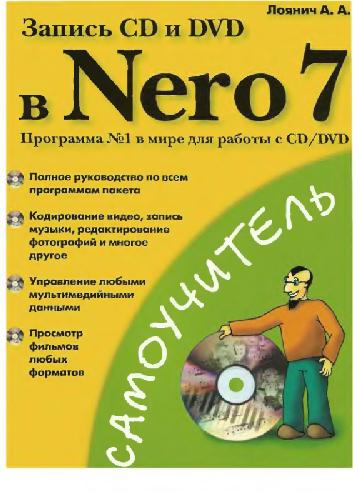 Лоянич А. А.
Запись CD и DVD
в Nero 7
Программа №1 в мире для работы с CD/DVD
Полное руководство по всем
программам пакета
Кодирование видео, запись
музыки, редактирование
фотографий и многое
другое
Управление любыми
мультимедийными
данными
Просмотр
фильмов
любых
форматов
САМОУЧИТЕЛЬ